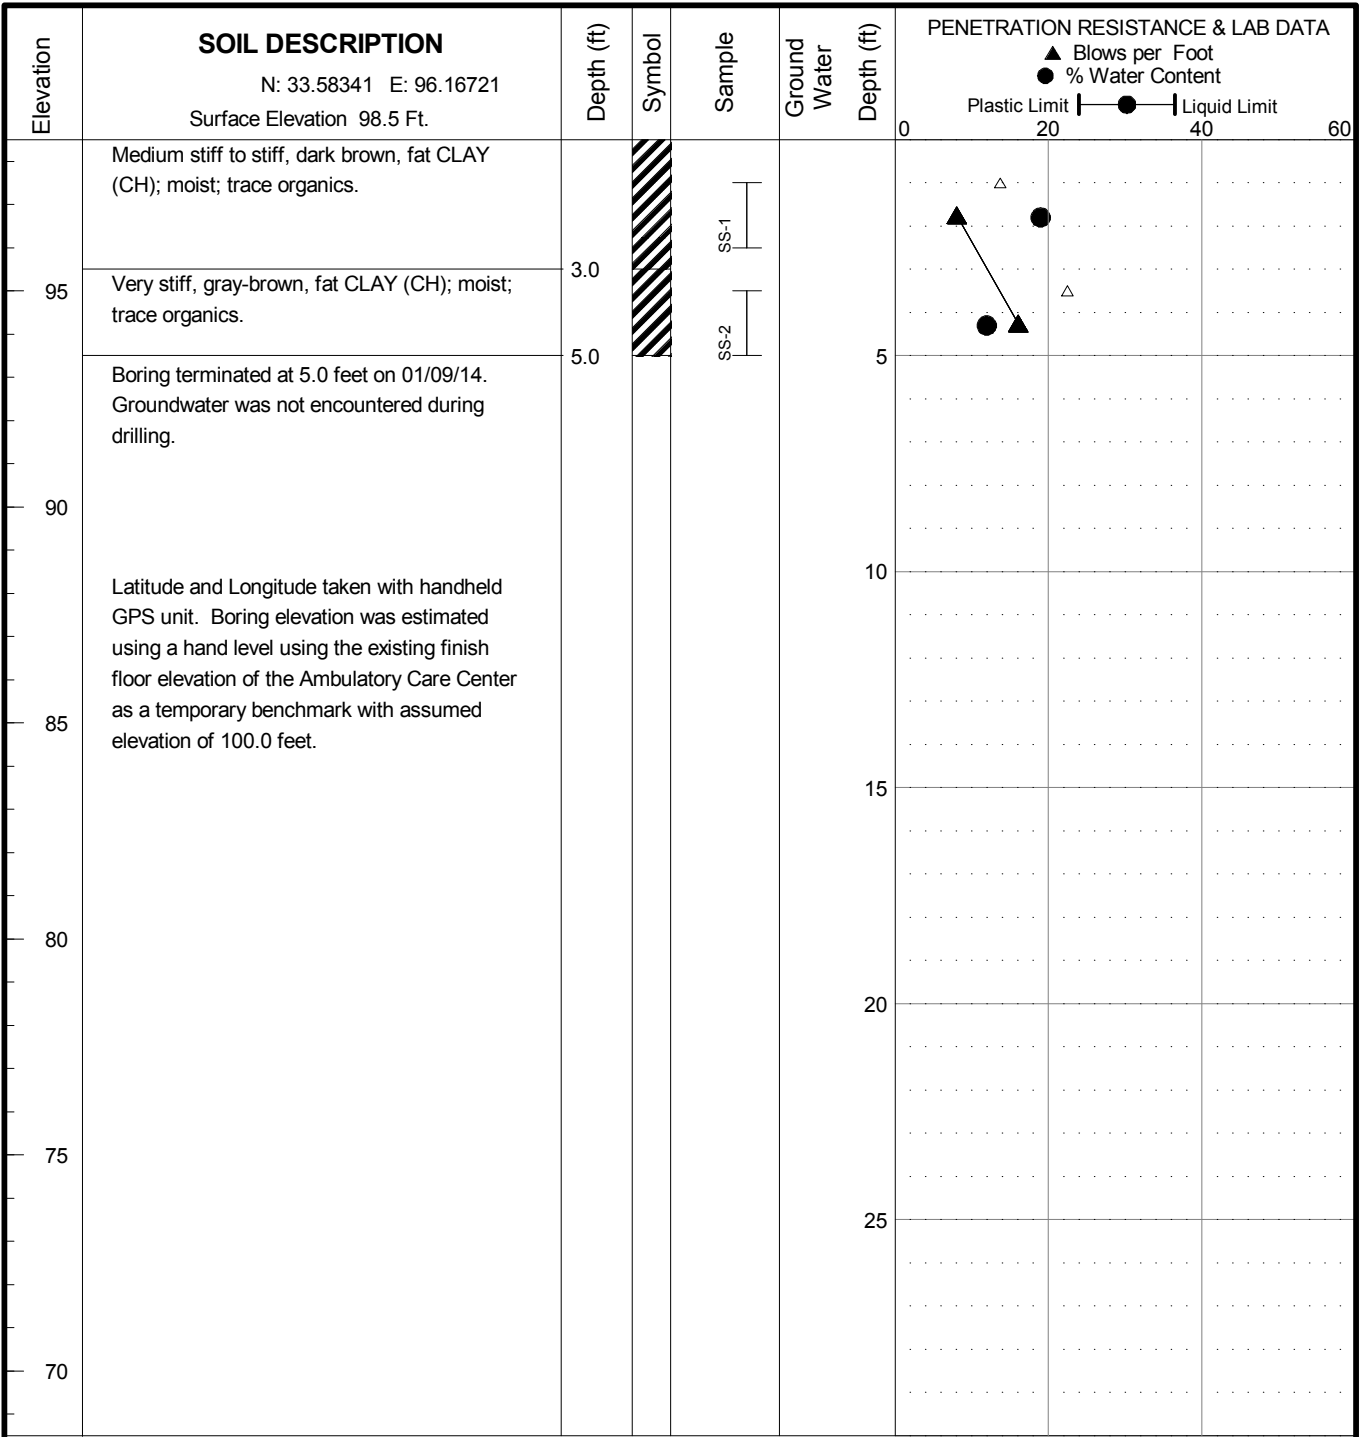 Elevation
SOIL DESCRIPTION
N: 33.58341 E: 96.16721
Surface Elevation 98.5 Ft.
Depth (ft)
Symbol
Sample
Ground
Water
Depth (ft)
PENETRATION RESISTANCE & LAB DATA
Blows per Foot
% Water Content
Plastic Limit Liquid Limit
0 20 40 60
Medium stiff to stiff, dark brown, fat CLAY
(CH); moist; trace organics.
SS-1
3.0
95
Very stiff, gray-brown, fat CLAY (CH); moist;
trace organics.
SS-2
5.0
5
Boring terminated at 5.0 feet on 01/09/14.
Groundwater was not encountered during
drilling.
90
10
Latitude and Longitude taken with handheld
GPS unit. Boring elevation was estimated
using a hand level using the existing finish
floor elevation of the Ambulatory Care Center
as a temporary benchmark with assumed
elevation of 100.0 feet.
85
15
80
20
75
25
70